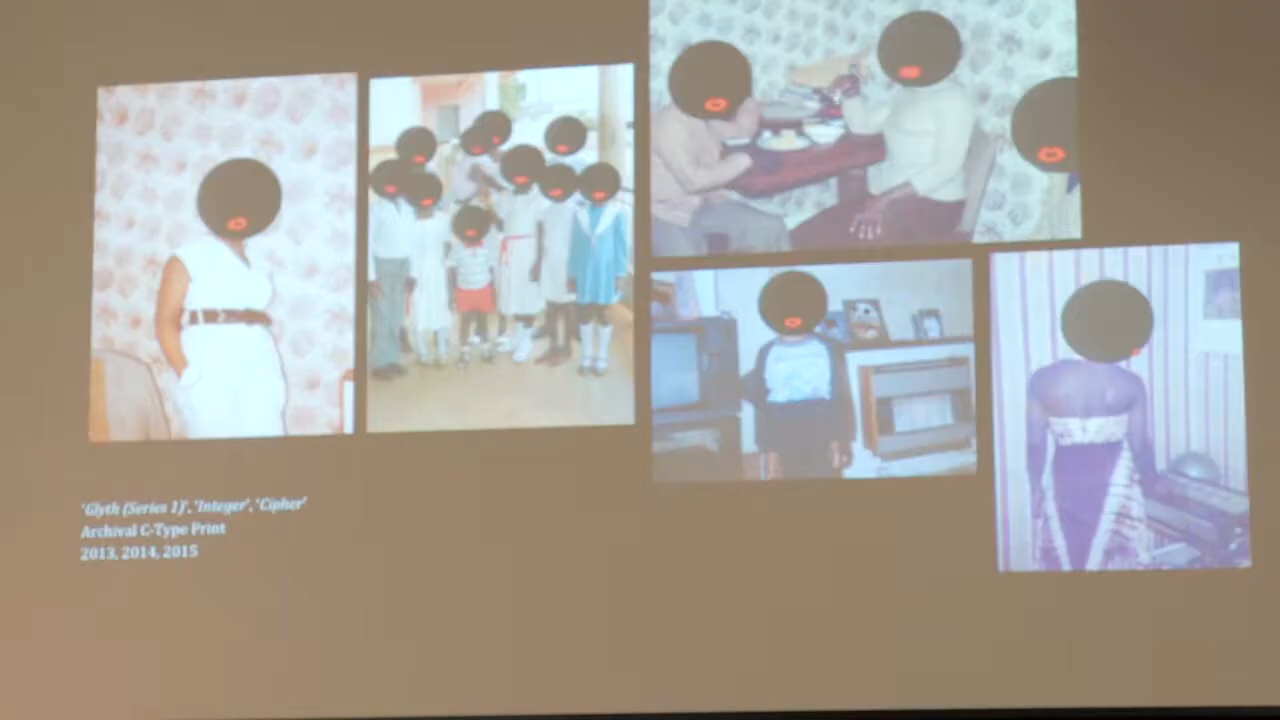 'Glyth (Series 1)', 'Integer', 'Cipher'
Archival C-Type Print
2013, 2014, 2015